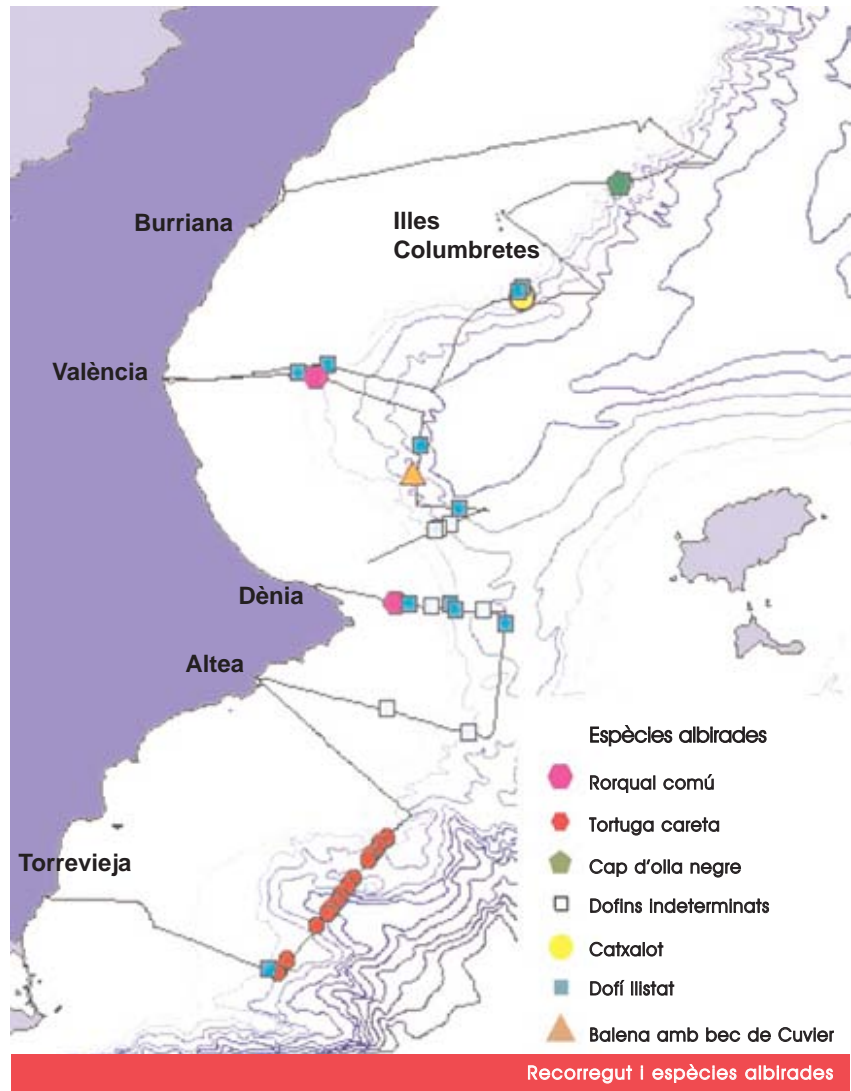 Burriana
Illes
Columbretes
València
Dènia
Altea
Torrevieja
Espècies albirades
Rorqual comú
Tortuga careta
Cap d'olla negre
Dofins indeterminats
Catxalot
Dofí llistat
Balena amb bec de Cuvier
Recorregut i espècies albirades